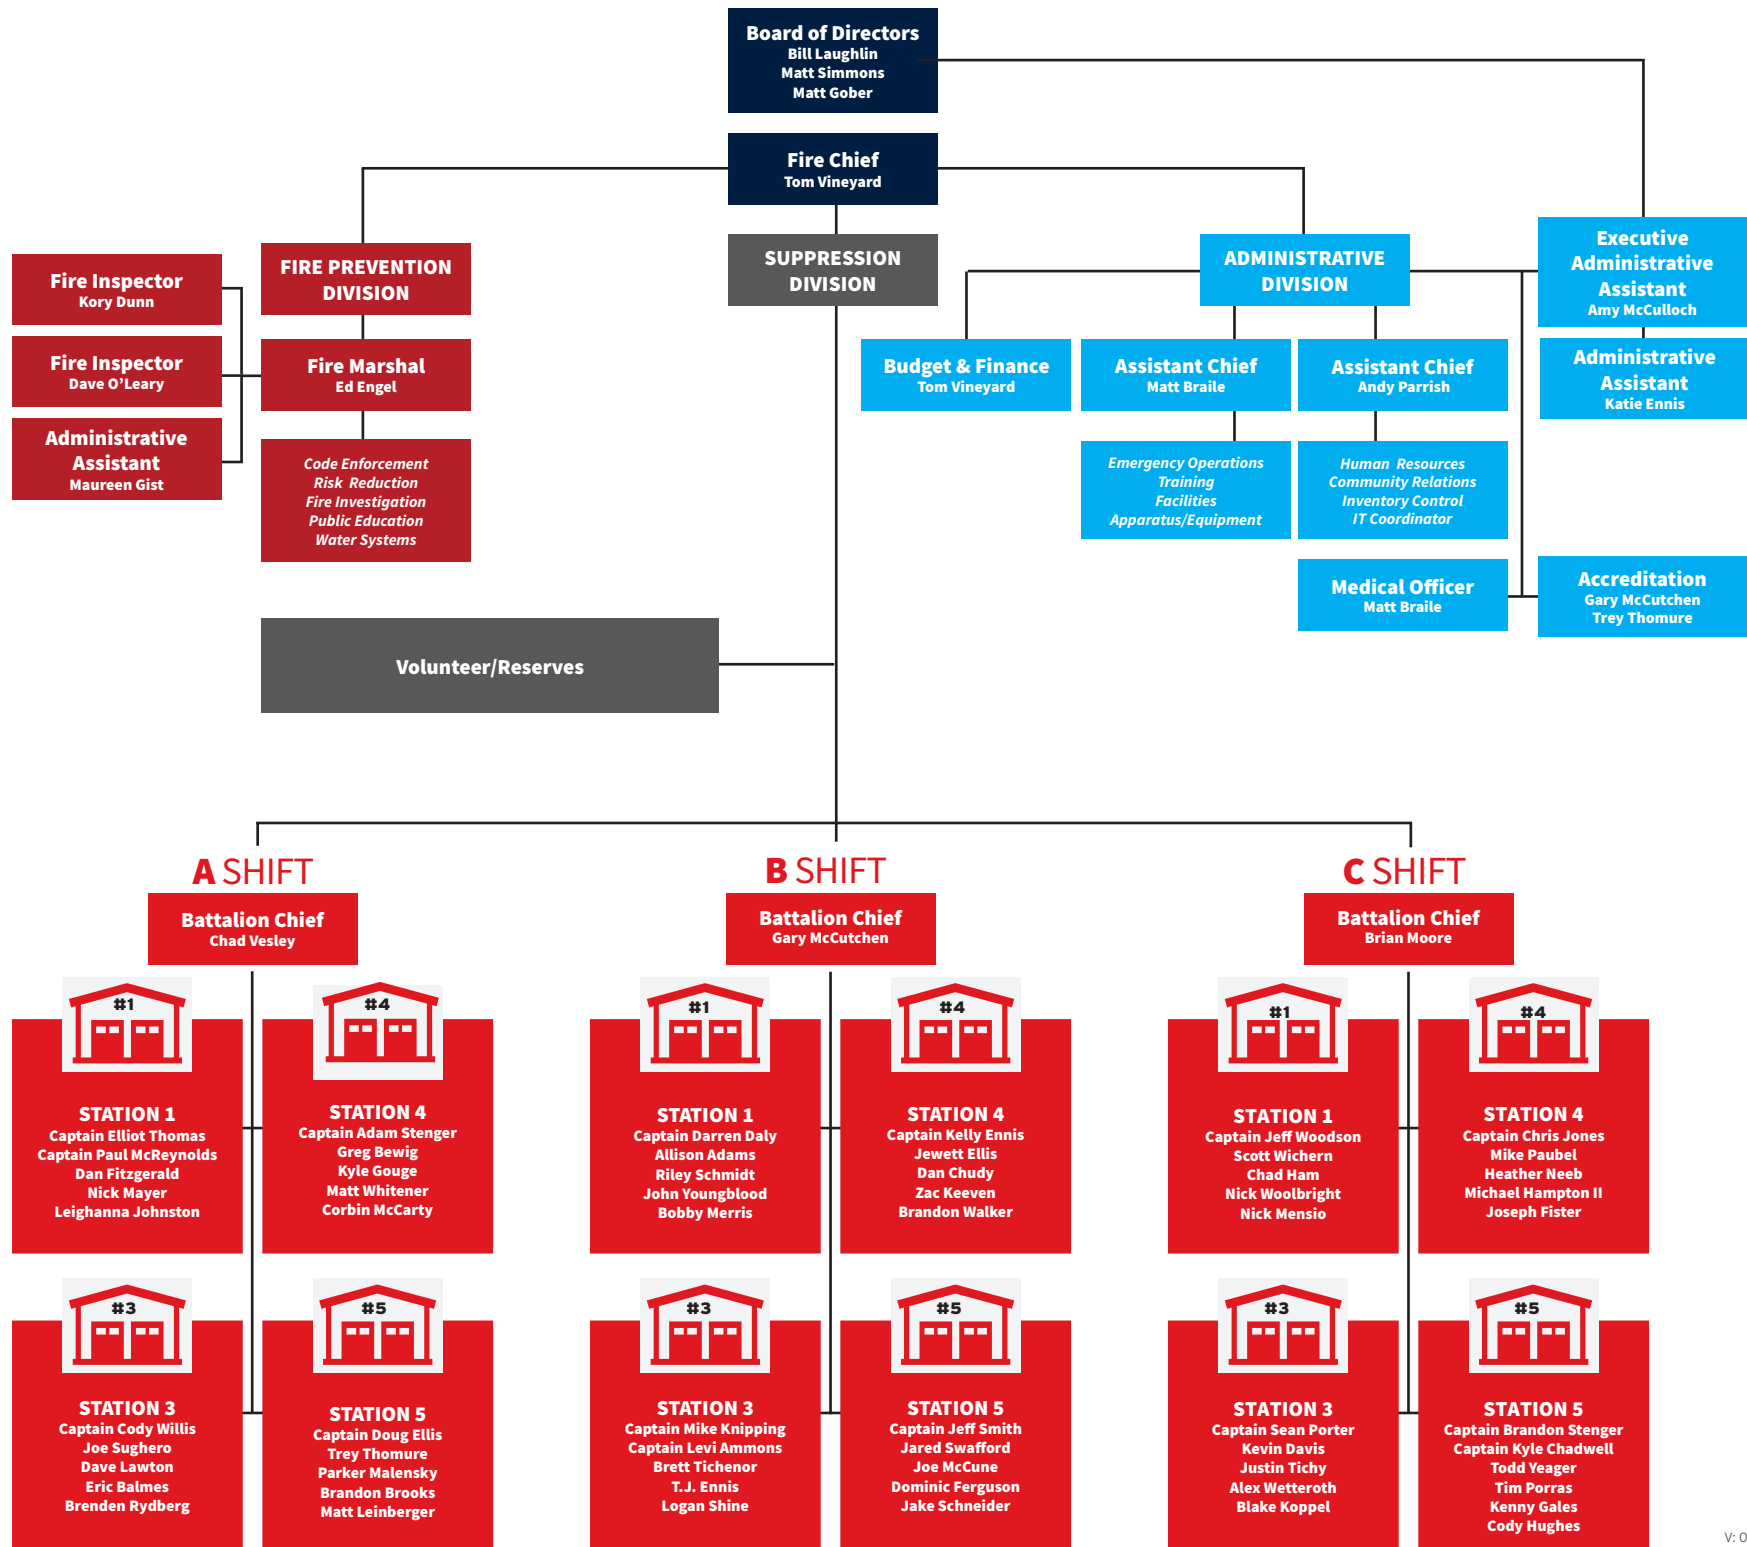 Board of Directors
Bill Laughlin
Matt Simmons
Matt Gober
Fire Chief
Tom Vineyard
FIRE PREVENTION
DIVISION
Fire Inspector
Kory Dunn
Fire Inspector
Dave O’Leary
Administrative
Assistant
Maureen Gist
Fire Marshal
Ed Engel
Code Enforcement
Risk Reduction
Fire Investigation
Public Education
Water Systems
SUPPRESSION
DIVISION
ADMINISTRATIVE
DIVISION
Executive
Administrative
Assistant
Amy McCulloch
Administrative
Assistant
Katie Ennis
Budget & Finance
Tom Vineyard
Assistant Chief
Matt Braile
Assistant Chief
Andy Parrish
Emergency Operations
Training
Facilities
Apparatus/Equipment
Human Resources
Community Relations
Inventory Control
IT Coordinator
Medical Officer
Matt Braile
Accreditation
Gary McCutchen
Trey Thomure
Volunteer/Reserves
A SHIFT
Battalion Chief
Chad Vesley
#1
STATION 1
Captain Elliot Thomas
Captain Paul McReynolds
Dan Fitzgerald
Nick Mayer
Leighanna Johnston
#4
STATION 4
Captain Adam Stenger
Greg Bewig
Kyle Gouge
Matt Whitener
Corbin McCarty
#3
STATION 3
Captain Cody Willis
Joe Sughero
Dave Lawton
Eric Balmes
Brenden Rydberg
#5
STATION 5
Captain Doug Ellis
Trey Thomure
Parker Malensky
Brandon Brooks
Matt Leinberger
B SHIFT
Battalion Chief
Gary McCutchen
#1
STATION 1
Captain Darren Daly
Allison Adams
Riley Schmidt
John Youngblood
Bobby Merris
#4
STATION 4
Captain Kelly Ennis
Jewett Ellis
Dan Chudy
Zac Keeven
Brandon Walker
#3
STATION 3
Captain Mike Knipping
Captain Levi Ammons
Brett Tichenor
T.J. Ennis
Logan Shine
#5
STATION 5
Captain Jeff Smith
Jared Swafford
Joe McCune
Dominic Ferguson
Jake Schneider
C SHIFT
Battalion Chief
Brian Moore
#1
STATION 1
Captain Jeff Woodson
Scott Wichern
Chad Ham
Nick Woolbright
Nick Mensio
#4
STATION 4
Captain Chris Jones
Mike Paubel
Heather Neeb
Michael Hampton II
Joseph Fister
#3
STATION 3
Captain Sean Porter
Kevin Davis
Justin Tichy
Alex Wetteroth
Blake Koppel
#5
STATION 5
Captain Brandon Stenger
Captain Kyle Chadwell
Todd Yeager
Tim Porras
Kenny Gales
Cody Hughes
V: 0